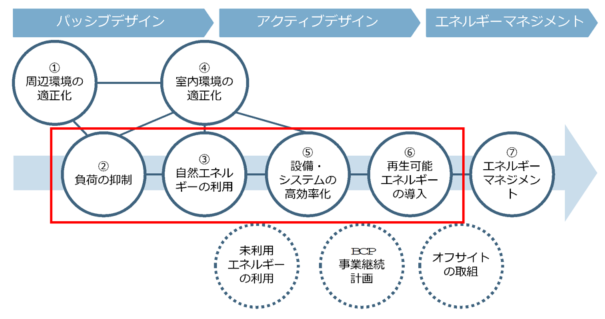 パッシブデザイン
アクティブデザイン
エネルギーマネジメント
①
周辺環境の
適正化
④
室内環境の
適正化
②
負荷の抑制
③
自然エネル
ギーの利用
⑤
設備・
システムの
高効率化
⑥
再生可能
エネルギー
の導入
⑦
エネルギー
マネジメン
ト
未利用
エネルギー
の利用
BCP
事業継続
計画
オフサイト
の取組